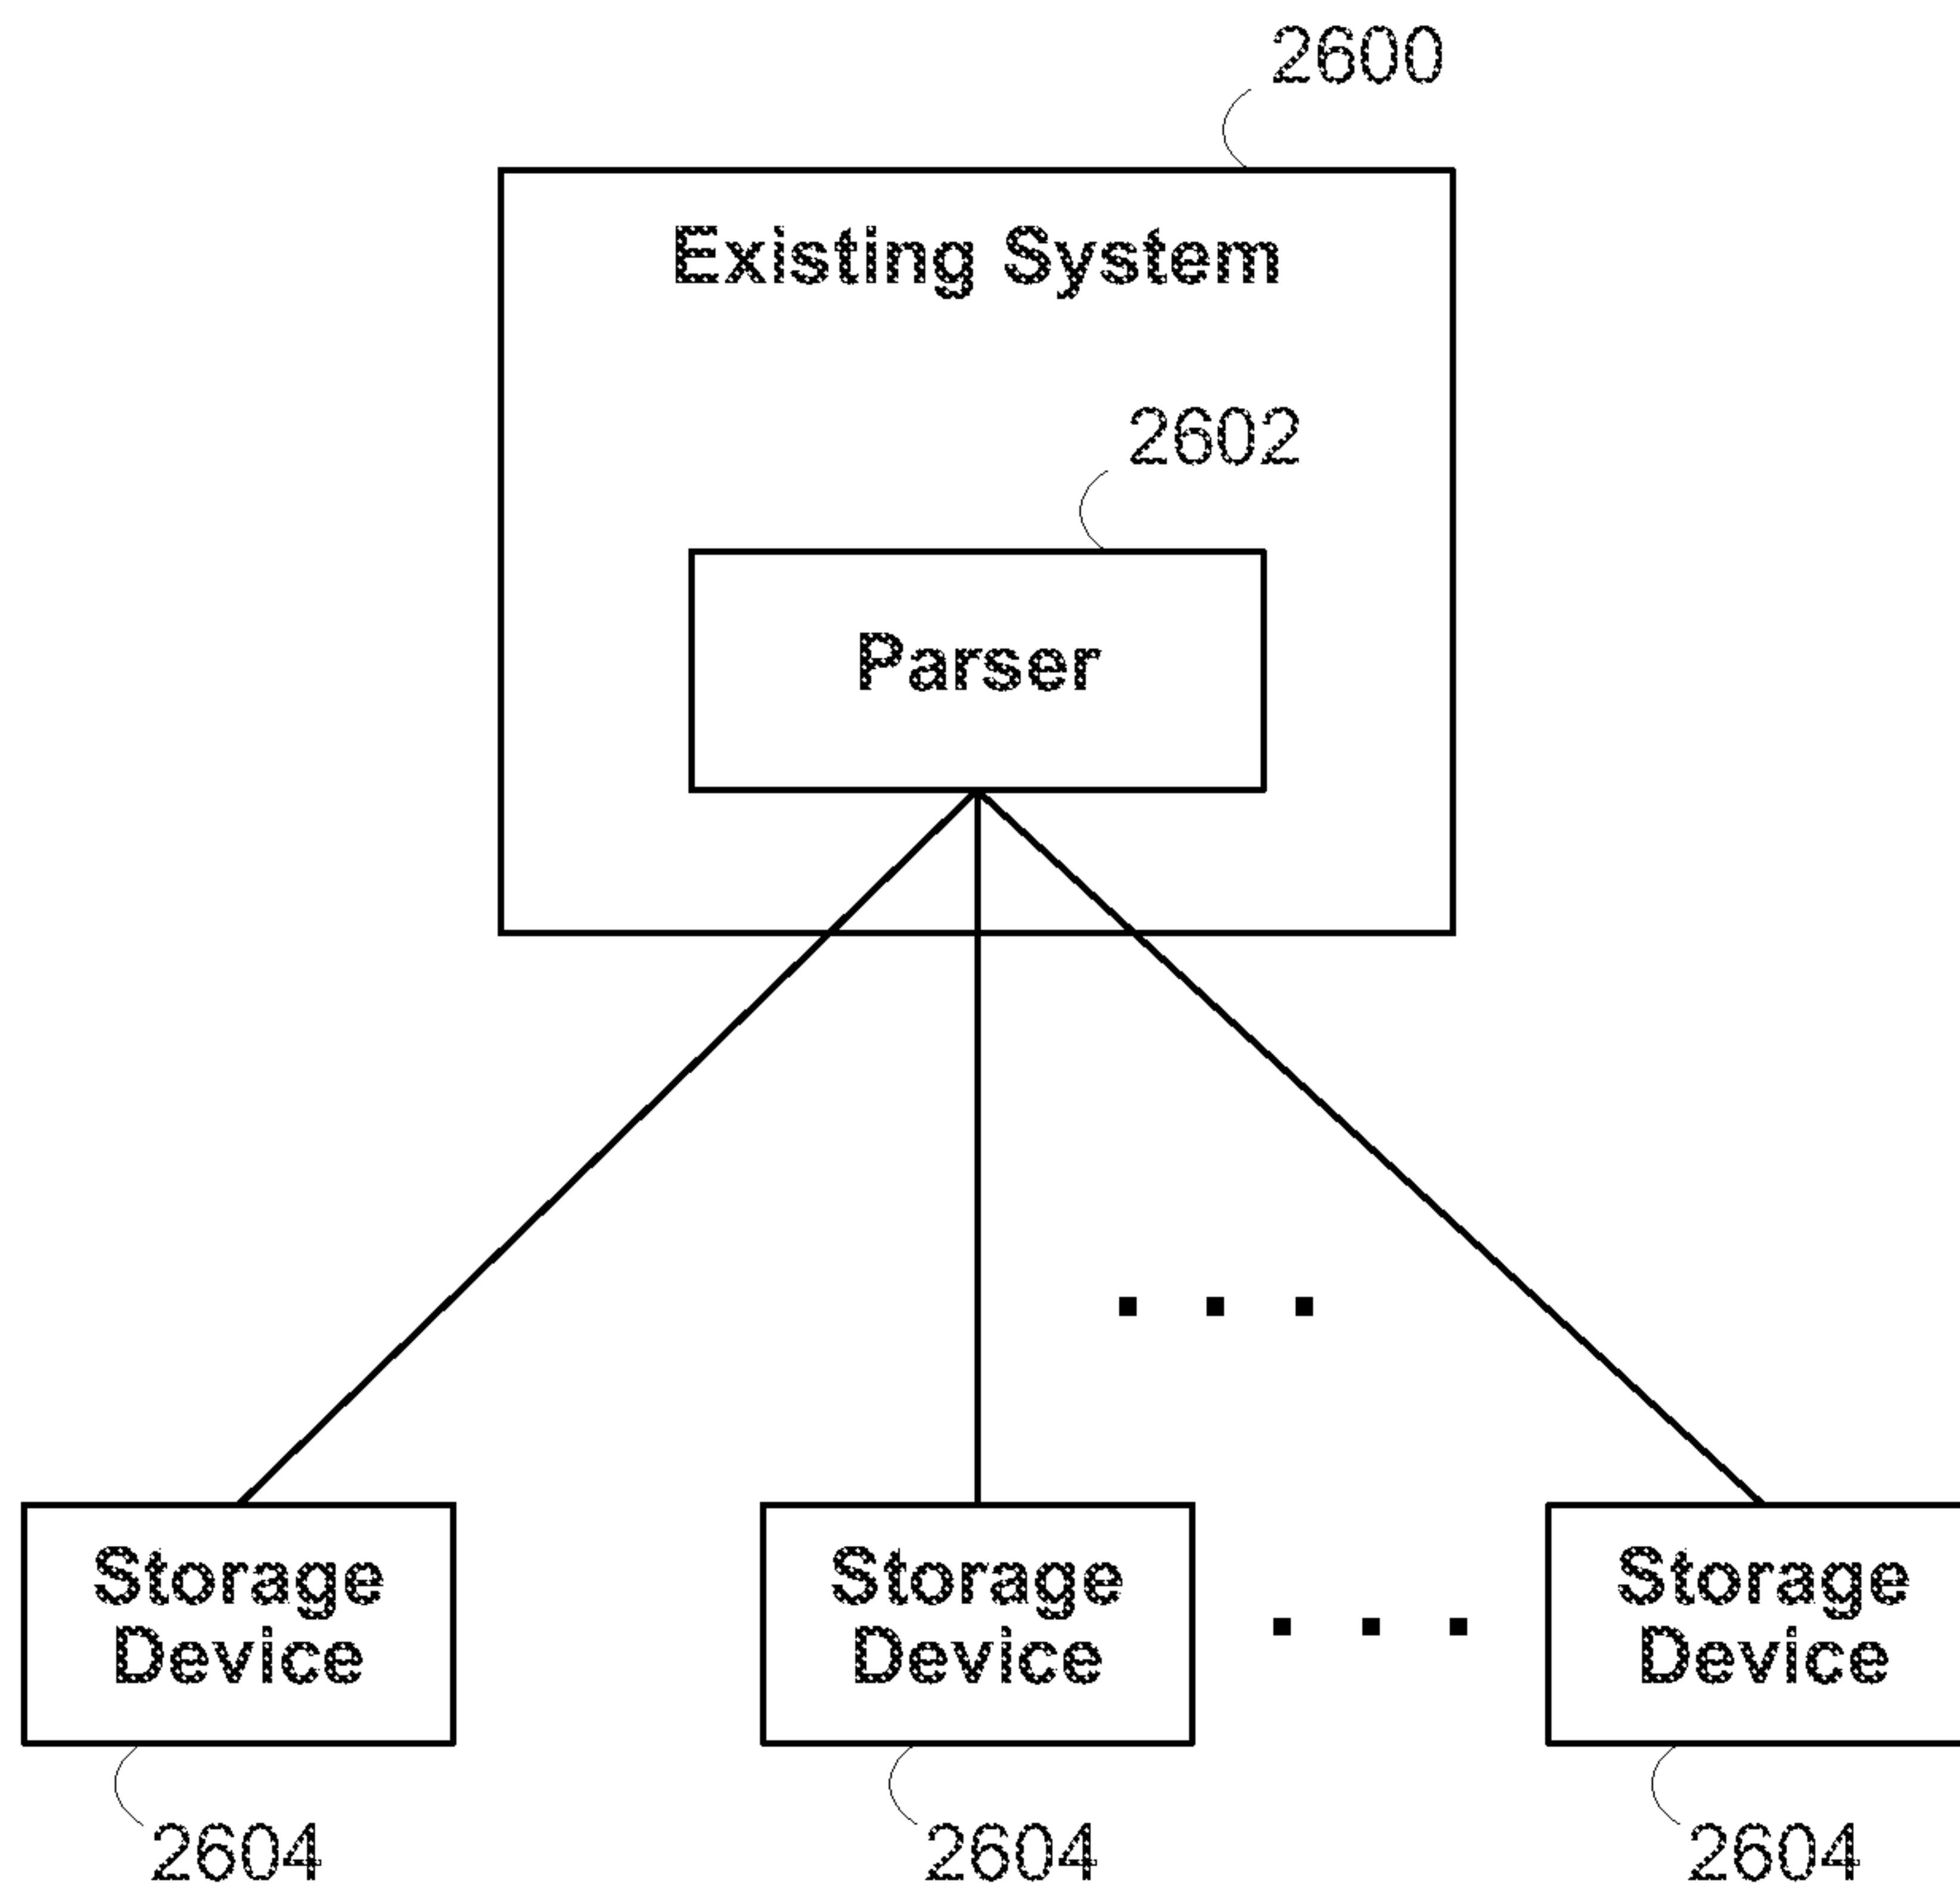 2600
Existing System
2602
Parser
. . .
Storage Device
Storage Device
. . .
Storage Device
2604
2604
2604